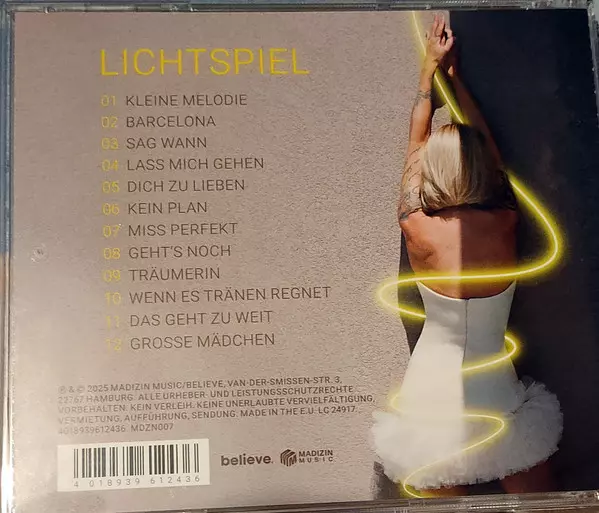 LICHTSPIEL
01 KLEINE MELODIE
02 BARCELONA
03 SAG WANN
04 LASS MICH GEHEN
05 DICH ZU LIEBEN
06 KEIN PLAN
07 MISS PERFEKT
08 GEHT'S NOCH
09 TRÄUMERIN
10 WENN ES TRÄNEN REGNET
11 DAS GEHT ZU WEIT
12 GROSSE MÄDCHEN
℗ & © 2025 MADIZIN MUSIC/BELIEVE, VAN-DER-SMISSEN-STR. 3,
22767 HAMBURG. ALLE URHEBER- UND LEISTUNGSSCHUTZRECHTE
VORBEHALTEN. KEIN VERLEIH. KEINE UNERLAUBTE VERVIELFÄLTIGUNG,
VERMIETUNG, AUFFÜHRUNG, SENDUNG. MADE IN THE E.U. LC 24917.
4018939612436 MDZN007
4 018939 612436
believe.
MADIZIN
MUSIC